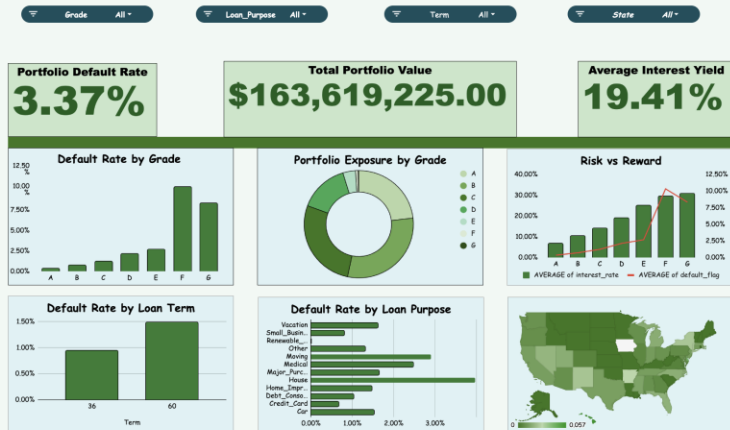 Grade All
Loan_Purpose All
Term All
State All
Portfolio Default Rate
3.37%
Total Portfolio Value
$163,619,225.00
Average Interest Yield
19.41%
Default Rate by Grade
12.50
%
10.00
%
7.50%
5.00%
2.50%
0.00%
A B C D E F G
Portfolio Exposure by Grade
A
B
C
D
E
F
G
Risk vs Reward
40.00%
30.00%
20.00%
10.00%
0.00%
12.50%
10.00%
7.50%
5.00%
2.50%
0.00%
A B C D E F G
AVERAGE of interest_rate AVERAGE of default_flag
Default Rate by Loan Term
1.50%
1.00%
0.50%
0.00%
36 60
Term
Default Rate by Loan Purpose
Vacation
Small_Busin...
Renewable_...
Other
Moving
Medical
Major_Purc...
House
Home_Impr...
Debt_Conso...
Credit_Card
Car
0.00% 1.00% 2.00% 3.00%
0 0.057